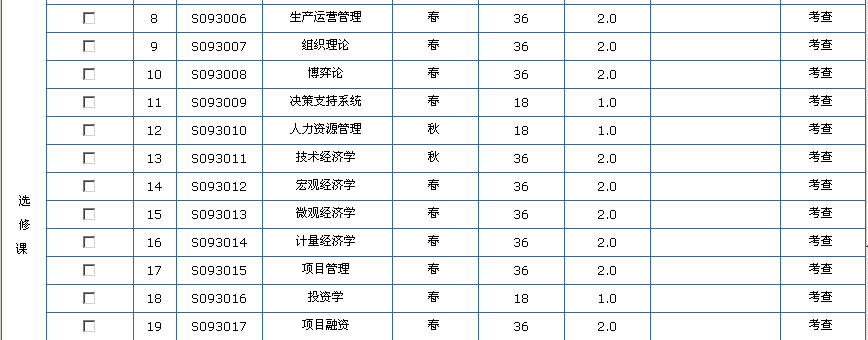 8 S093006 生产运营管理 春 36 2.0 考查
9 S093007 组织理论 春 36 2.0 考查
10 S093008 博弈论 春 36 2.0 考查
11 S093009 决策支持系统 春 18 1.0 考查
12 S093010 人力资源管理 秋 18 1.0 考查
13 S093011 技术经济学 秋 36 2.0 考查
14 S093012 宏观经济学 春 36 2.0 考查
15 S093013 微观经济学 春 36 2.0 考查
16 S093014 计量经济学 春 36 2.0 考查
17 S093015 项目管理 春 36 2.0 考查
18 S093016 投资学 春 18 1.0 考查
19 S093017 项目融资 春 36 2.0 考查
选
修
课